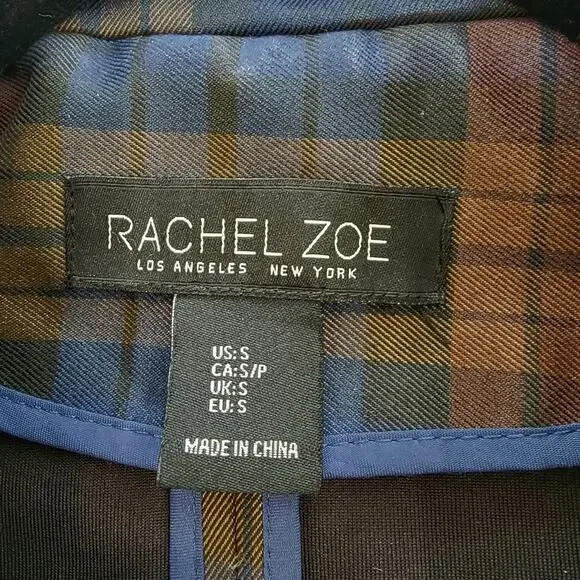 RACHEL ZOE
LOS ANGELES NEW YORK
US: S
CA: S/P
UK: S
EU: S
MADE IN CHINA